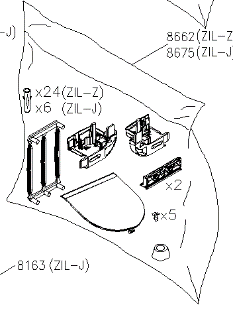 -J)
8662 (ZIL-Z
8675 (ZIL-J)
x24 (ZIL-Z)
x6 (ZIL-J)
x2
x5
8163 (ZIL-J)